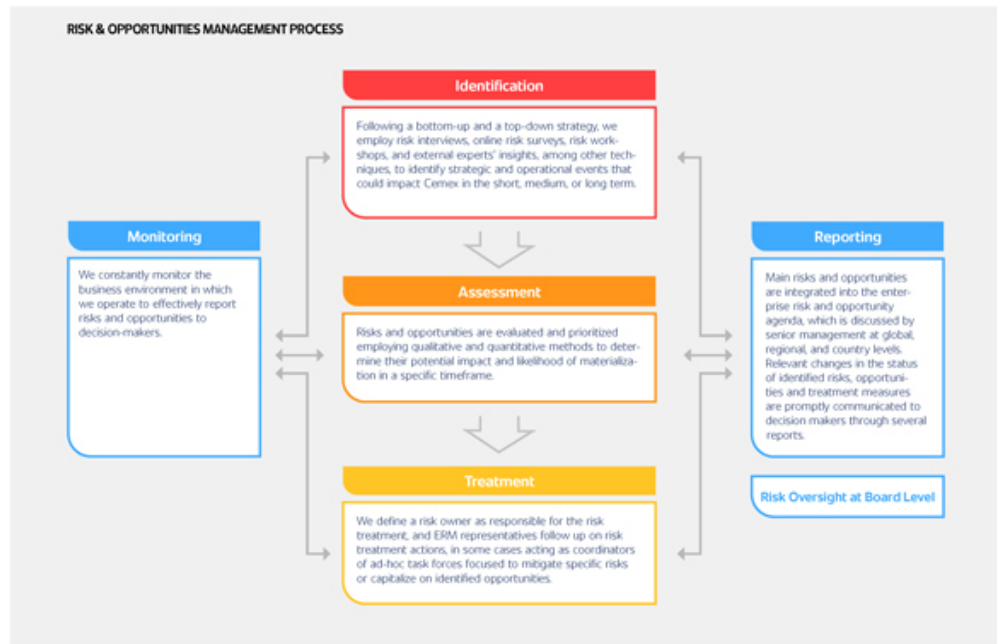 RISK & OPPORTUNITIES MANAGEMENT PROCESS
Identification
Following a bottom-up and a top-down strategy, we
employ risk interviews, online risk surveys, risk work-
shops, and external experts' insights, among other tech-
niques, to identify strategic and operational events that
could impact Cemex in the short, medium, or long term.
Monitoring
We constantly monitor the
business environment in which
we operate to effectively report
risks and opportunities to
decision-makers.
Assessment
Risks and opportunities are evaluated and prioritized
employing qualitative and quantitative methods to deter-
mine their potential impact and likelihood of materializa-
tion in a specific timeframe.
Treatment
We define a risk owner as responsible for the risk
treatment, and ERM representatives follow up on risk
treatment actions, in some cases acting as coordinators
of ad-hoc task forces focused to mitigate specific risks
or capitalize on identified opportunities.
Reporting
Main risks and opportunities
are integrated into the enter-
prise risk and opportunity
agenda, which is discussed by
senior management at global,
regional, and country levels.
Relevant changes in the status
of identified risks, opportuni-
ties and treatment measures
are promptly communicated to
decision makers through several
reports.
Risk Oversight at Board Level